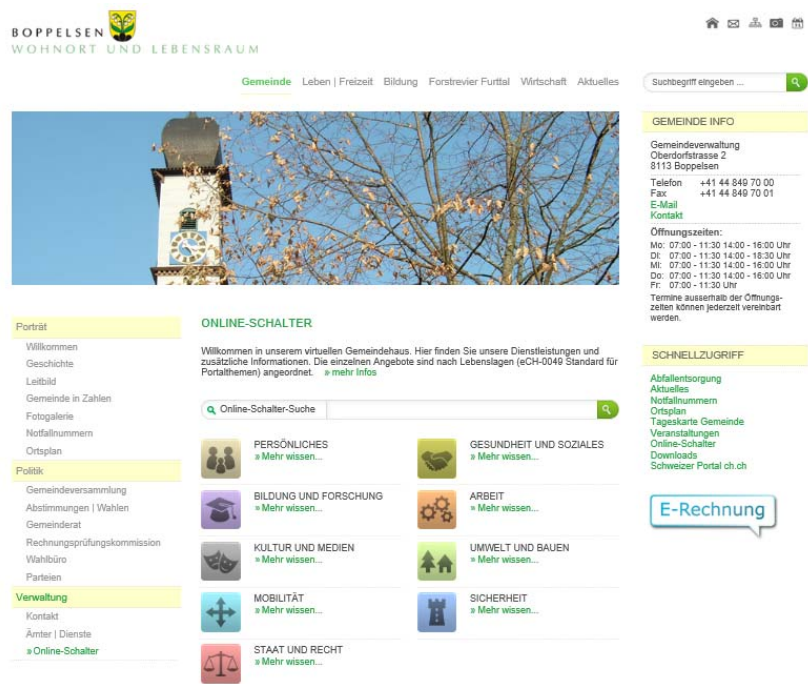 BOPPELSEN
WOHNORT UND LEBENSRAUM
Gemeinde Leben | Freizeit Bildung Forstrevier Furttal Wirtschaft Aktuelles
Suchbegriff eingeben ...
GEMEINDE INFO
Gemeindeverwaltung
Oberdorfstrasse 2
8113 Boppelsen
Telefon +41 44 849 70 00
Fax +41 44 849 70 01
E-Mail
Kontakt
Öffnungszeiten:
Mo: 07:00 - 11:30 14:00 - 16:00 Uhr
Di: 07:00 - 11:30 14:00 - 18:30 Uhr
Mi: 07:00 - 11:30 14:00 - 16:00 Uhr
Do: 07:00 - 11:30 14:00 - 16:00 Uhr
Fr: 07:00 - 11:30 Uhr
Termine ausserhalb der Öffnungs-
zeiten können jederzeit vereinbart
werden.
SCHNELLZUGRIFF
Abfallentsorgung
Aktuelles
Notfallnummern
Ortsplan
Tageskarte Gemeinde
Veranstaltungen
Online-Schalter
Downloads
Schweizer Portal ch.ch
E-Rechnung
Porträt
Willkommen
Geschichte
Leitbild
Gemeinde in Zahlen
Fotogalerie
Notfallnummern
Ortsplan
Politik
Gemeindeversammlung
Abstimmungen | Wahlen
Gemeinderat
Rechnungsprüfungskommission
Wahlbüro
Parteien
Verwaltung
Kontakt
Ämter | Dienste
» Online-Schalter
ONLINE-SCHALTER
Willkommen in unserem virtuellen Gemeindehaus. Hier finden Sie unsere Dienstleistungen und
zusätzliche Informationen. Die einzelnen Angebote sind nach Lebenslagen (eCH-0049 Standard für
Portalthemen) angeordnet. » mehr Infos
Online-Schalter-Suche
PERSÖNLICHES
» Mehr wissen...
GESUNDHEIT UND SOZIALES
» Mehr wissen...
BILDUNG UND FORSCHUNG
» Mehr wissen...
ARBEIT
» Mehr wissen...
KULTUR UND MEDIEN
» Mehr wissen...
UMWELT UND BAUEN
» Mehr wissen...
MOBILITÄT
» Mehr wissen...
SICHERHEIT
» Mehr wissen...
STAAT UND RECHT
» Mehr wissen...